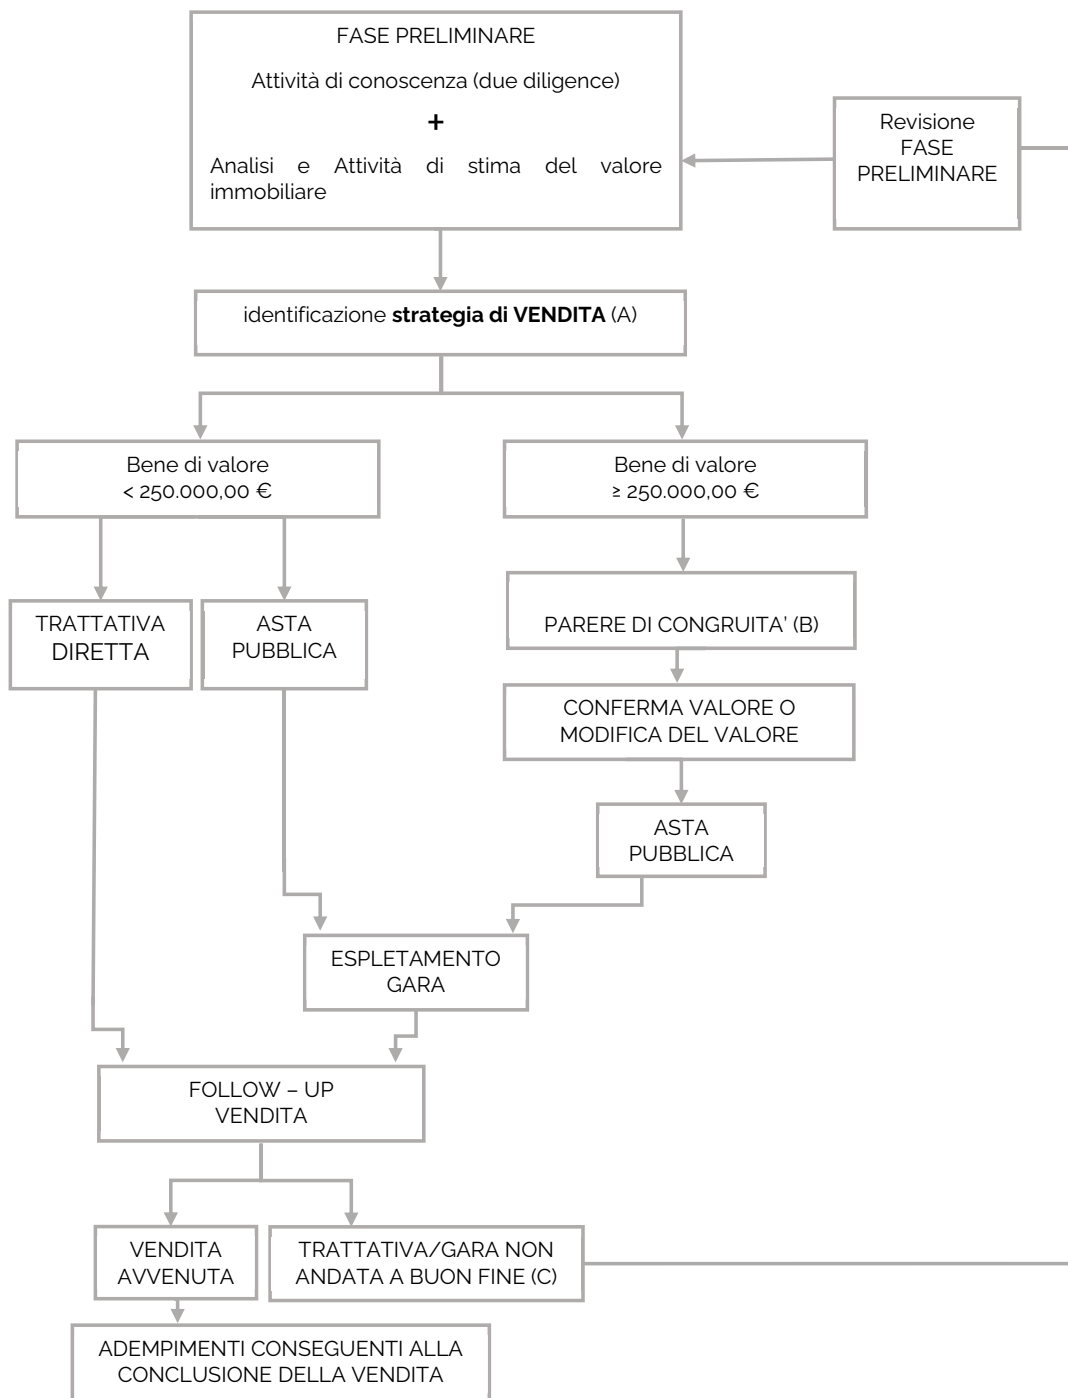 FASE PRELIMINARE
Attività di conoscenza (due diligence)
+
Analisi e Attività di stima del valore
immobiliare
Revisione
FASE
PRELIMINARE
identificazione strategia di VENDITA (A)
Bene di valore
< 250.000,00 €
Bene di valore
≥ 250.000,00 €
TRATTATIVA
DIRETTA
ASTA
PUBBLICA
PARERE DI CONGRUITA’ (B)
CONFERMA VALORE O
MODIFICA DEL VALORE
ASTA
PUBBLICA
ESPLETAMENTO
GARA
FOLLOW – UP
VENDITA
VENDITA
AVVENUTA
TRATTATIVA/GARA NON
ANDATA A BUON FINE (C)
ADEMPIMENTI CONSEGUENTI ALLA
CONCLUSIONE DELLA VENDITA